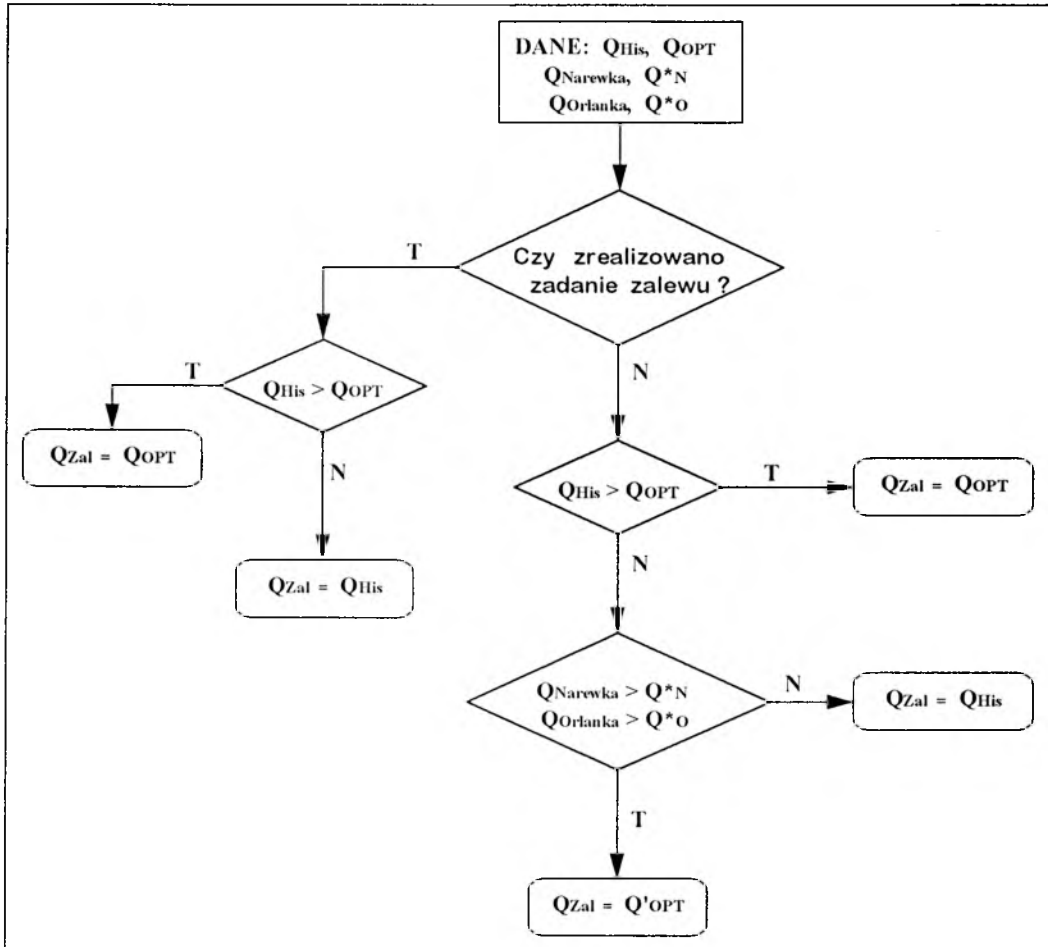 DANE: QHis, QOPT
QNarewka, Q*N
QOrlanka, Q*O
Czy zrealizowano
zadanie zalewu ?
T
N
QHis > QOPT
T
QZal = QOPT
N
QZal = QHis
QHis > QOPT
T
QZal = QOPT
N
QNarewka > Q*N
QOrlanka > Q*O
N
QZal = QHis
T
QZal = Q'OPT